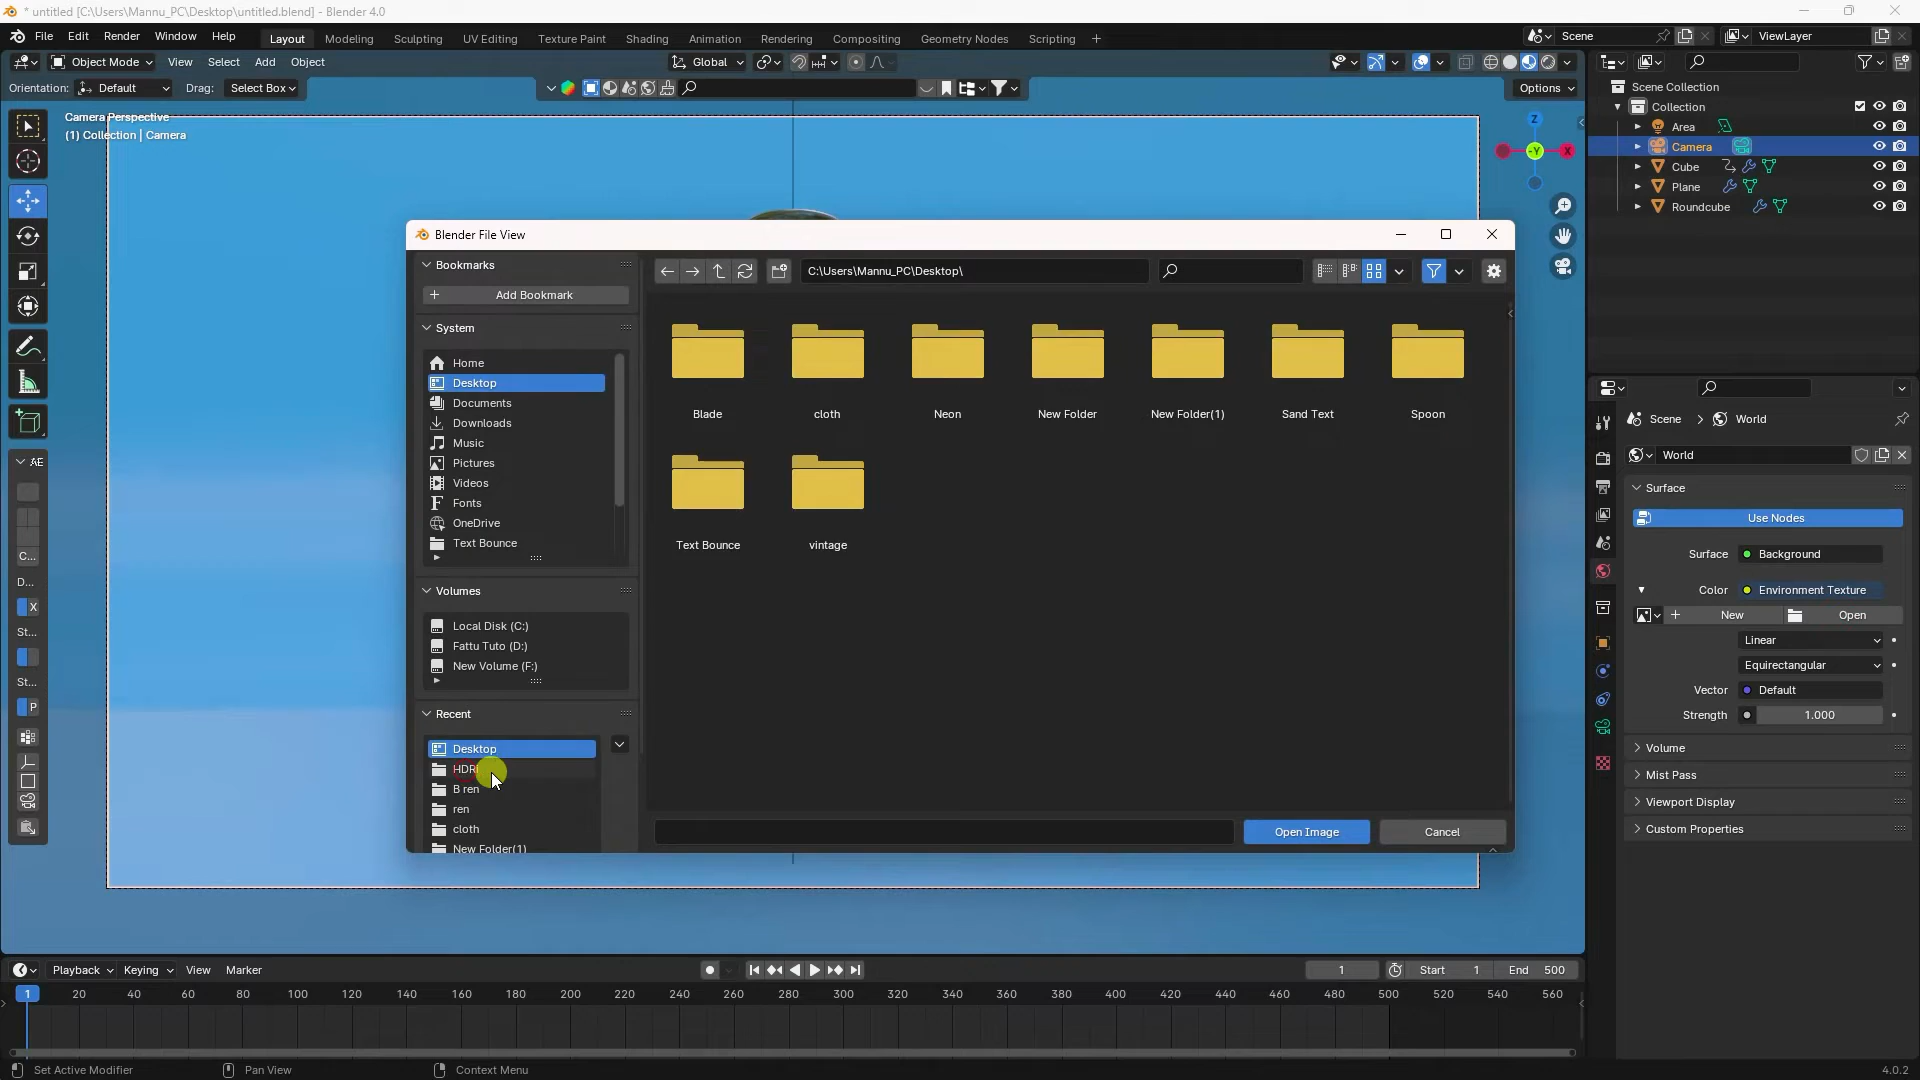 * untitled [C:\Users\Mannu_PC\Desktop\untitled.blend] - Blender 4.0
File Edit Render Window Help Layout Modeling Sculpting UV Editing Texture Paint Shading Animation Rendering Compositing Geometry Nodes Scripting + Scene ViewLayer
Object Mode View Select Add Object Global
Orientation: Default Drag: Select Box Options
Camera Perspective
(1) Collection | Camera
Z
-Y X
Scene Collection
Collection
Area
Camera
Cube
Plane
Roundcube
AE
C...
D...
X
St...
St...
P
Blender File View
Bookmarks
Add Bookmark
System
Home
Desktop
Documents
Downloads
Music
Pictures
Videos
Fonts
OneDrive
Text Bounce
Volumes
Local Disk (C:)
Fattu Tuto (D:)
New Volume (F:)
Recent
Desktop
HDRi
B ren
ren
cloth
New Folder(1)
C:\Users\Mannu_PC\Desktop\
Blade cloth Neon New Folder New Folder(1) Sand Text Spoon
Text Bounce vintage
Open Image Cancel
Scene > World
World
Surface
Use Nodes
Surface Background
Color Environment Texture
New Open
Linear
Equirectangular
Vector Default
Strength 1.000
Volume
Mist Pass
Viewport Display
Custom Properties
Playback Keying View Marker 1 Start 1 End 500
1 20 40 60 80 100 120 140 160 180 200 220 240 260 280 300 320 340 360 380 400 420 440 460 480 500 520 540 560
Set Active Modifier Pan View Context Menu 4.0.2